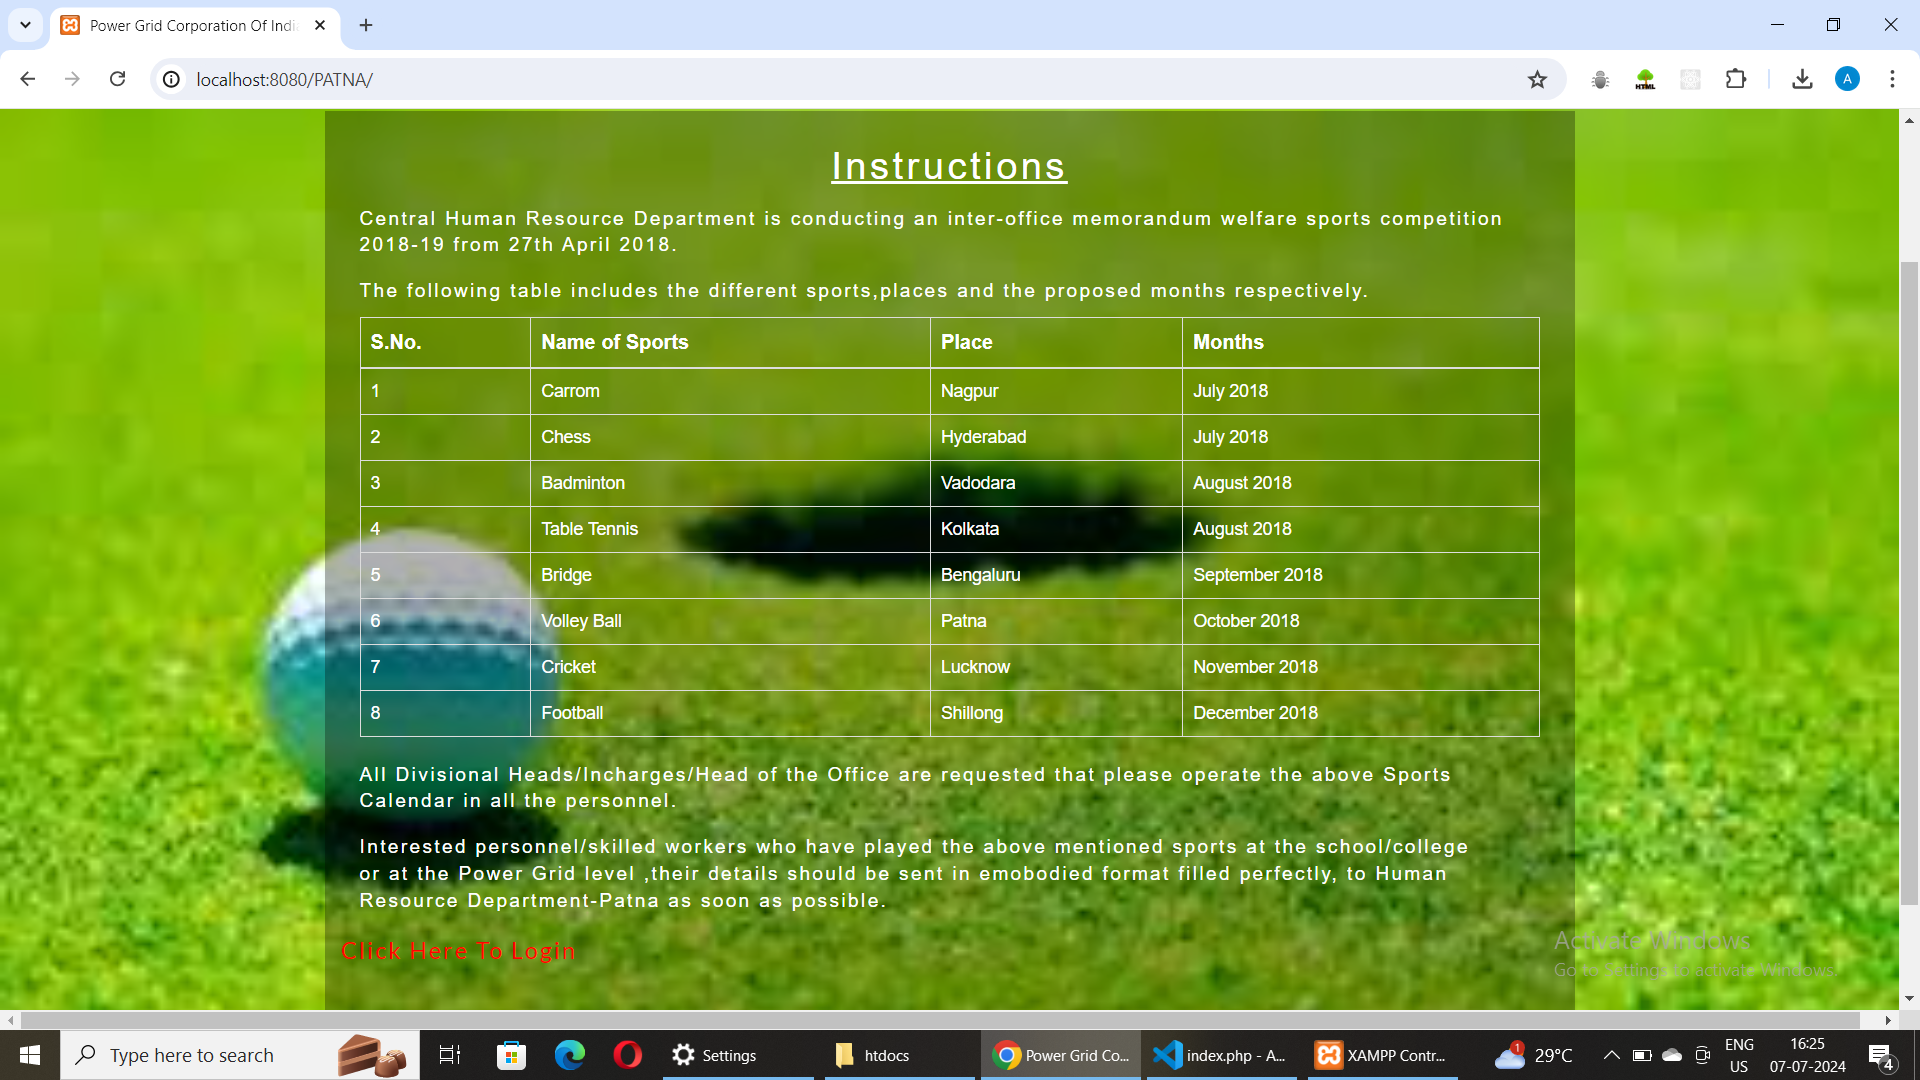 Power Grid Corporation Of Indi
localhost:8080/PATNA/
HTML
A
Instructions
Central Human Resource Department is conducting an inter-office memorandum welfare sports competition
2018-19 from 27th April 2018.
The following table includes the different sports,places and the proposed months respectively.
S.No. Name of Sports Place Months
1 Carrom Nagpur July 2018
2 Chess Hyderabad July 2018
3 Badminton Vadodara August 2018
4 Table Tennis Kolkata August 2018
5 Bridge Bengaluru September 2018
6 Volley Ball Patna October 2018
7 Cricket Lucknow November 2018
8 Football Shillong December 2018
All Divisional Heads/Incharges/Head of the Office are requested that please operate the above Sports
Calendar in all the personnel.
Interested personnel/skilled workers who have played the above mentioned sports at the school/college
or at the Power Grid level ,their details should be sent in emobodied format filled perfectly, to Human
Resource Department-Patna as soon as possible.
Click Here To Login
Activate Windows
Go to Settings to activate Windows.
Type here to search
Settings
htdocs
Power Grid Co...
index.php - A...
XAMPP Contr...
1
29°C
ENG
US
16:25
07-07-2024
4